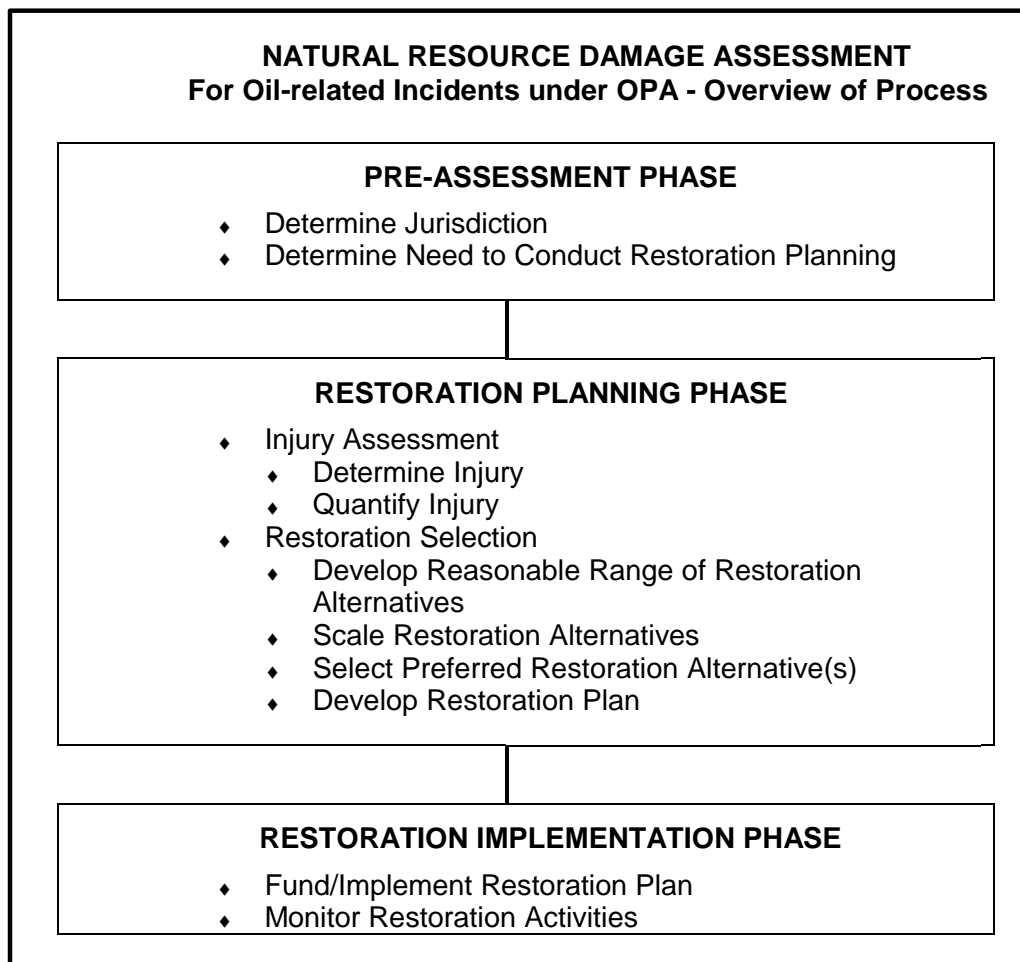 NATURAL RESOURCE DAMAGE ASSESSMENT
For Oil-related Incidents under OPA - Overview of Process
PRE-ASSESSMENT PHASE
♦ Determine Jurisdiction
♦ Determine Need to Conduct Restoration Planning
RESTORATION PLANNING PHASE
♦ Injury Assessment
♦ Determine Injury
♦ Quantify Injury
♦ Restoration Selection
♦ Develop Reasonable Range of Restoration
Alternatives
♦ Scale Restoration Alternatives
♦ Select Preferred Restoration Alternative(s)
♦ Develop Restoration Plan
RESTORATION IMPLEMENTATION PHASE
♦ Fund/Implement Restoration Plan
♦ Monitor Restoration Activities